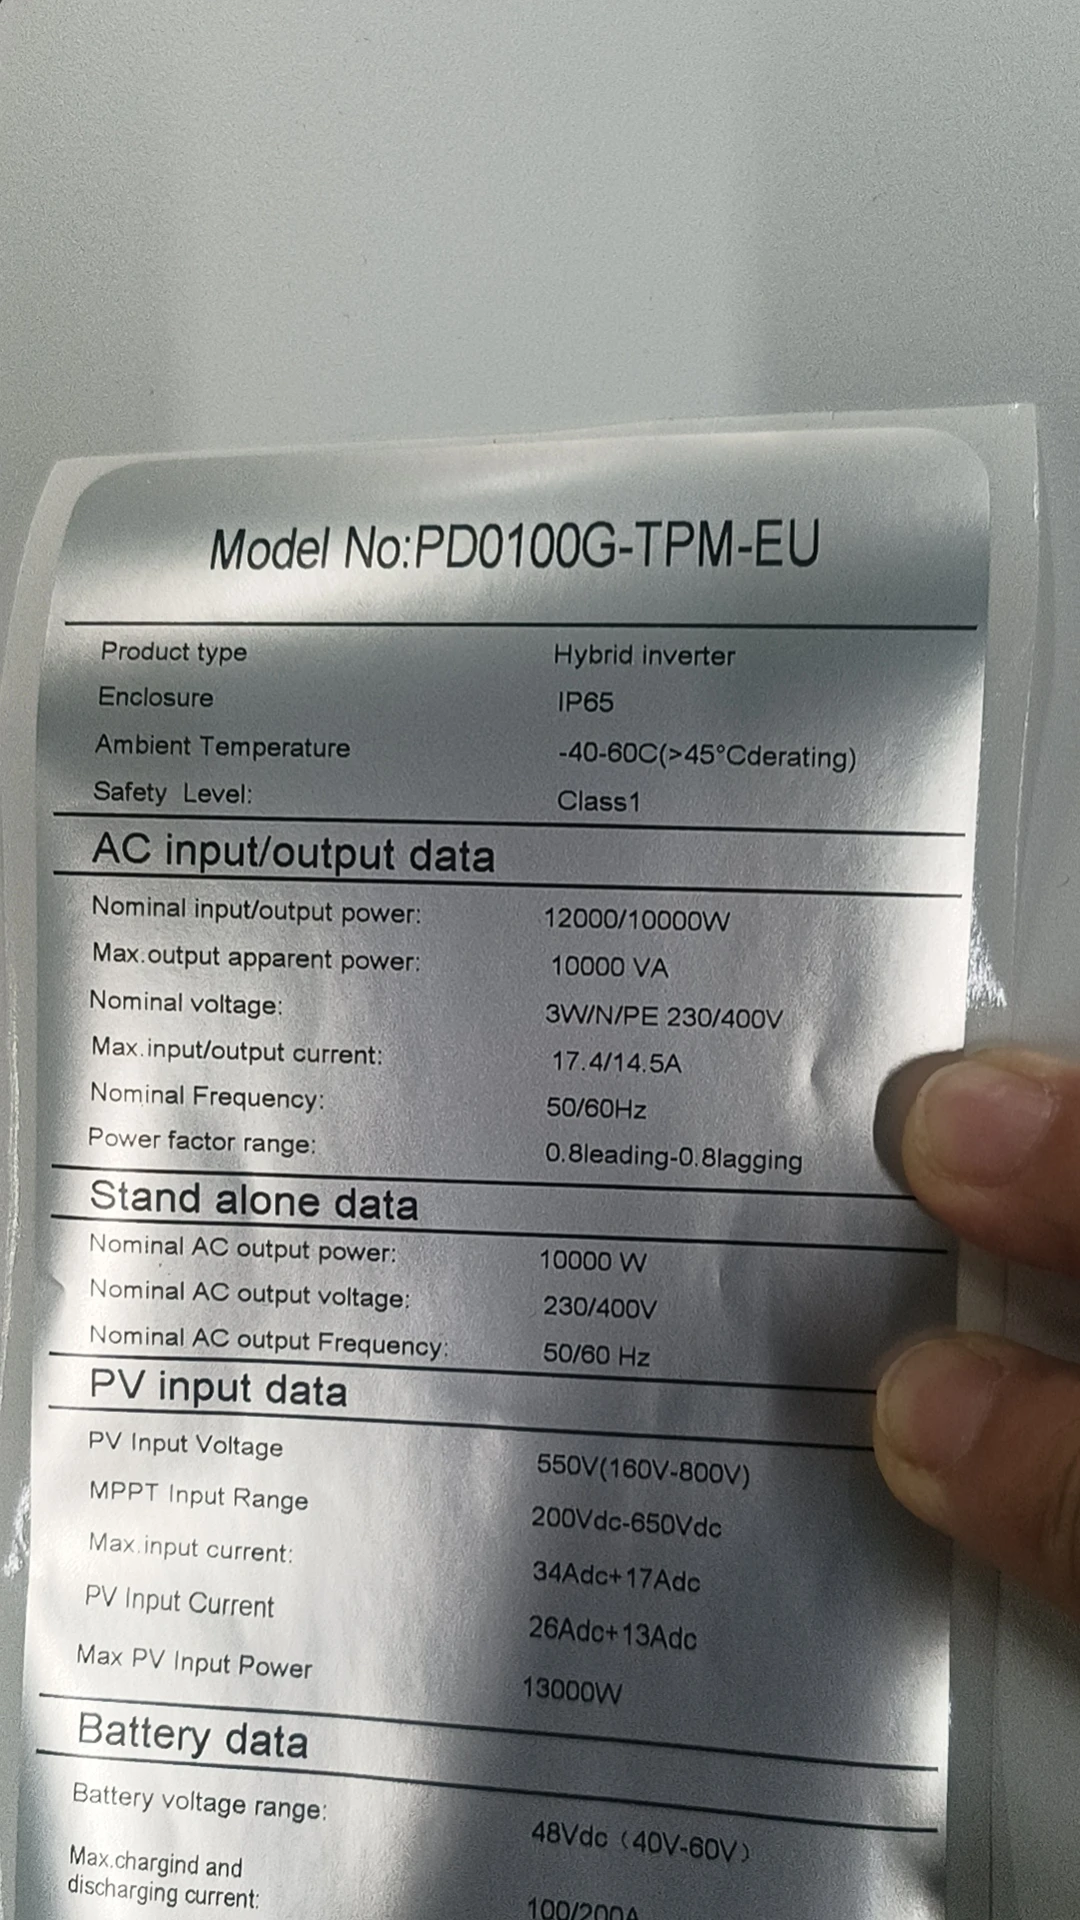 Model No:PD0100G-TPM-EU
Product type Hybrid inverter
Enclosure IP65
Ambient Temperature -40-60C(>45°Cderating)
Safety Level: Class1
AC input/output data
Nominal input/output power: 12000/10000W
Max.output apparent power: 10000 VA
Nominal voltage: 3W/N/PE 230/400V
Max.input/output current: 17.4/14.5A
Nominal Frequency: 50/60Hz
Power factor range: 0.8leading-0.8lagging
Stand alone data
Nominal AC output power: 10000 W
Nominal AC output voltage: 230/400V
Nominal AC output Frequency: 50/60 Hz
PV input data
PV Input Voltage 550V(160V-800V)
MPPT Input Range 200Vdc-650Vdc
Max.input current: 34Adc+17Adc
PV Input Current 26Adc+13Adc
Max PV Input Power 13000W
Battery data
Battery voltage range: 48Vdc（40V-60V）
Max.chargind and
discharging current: 100/200A